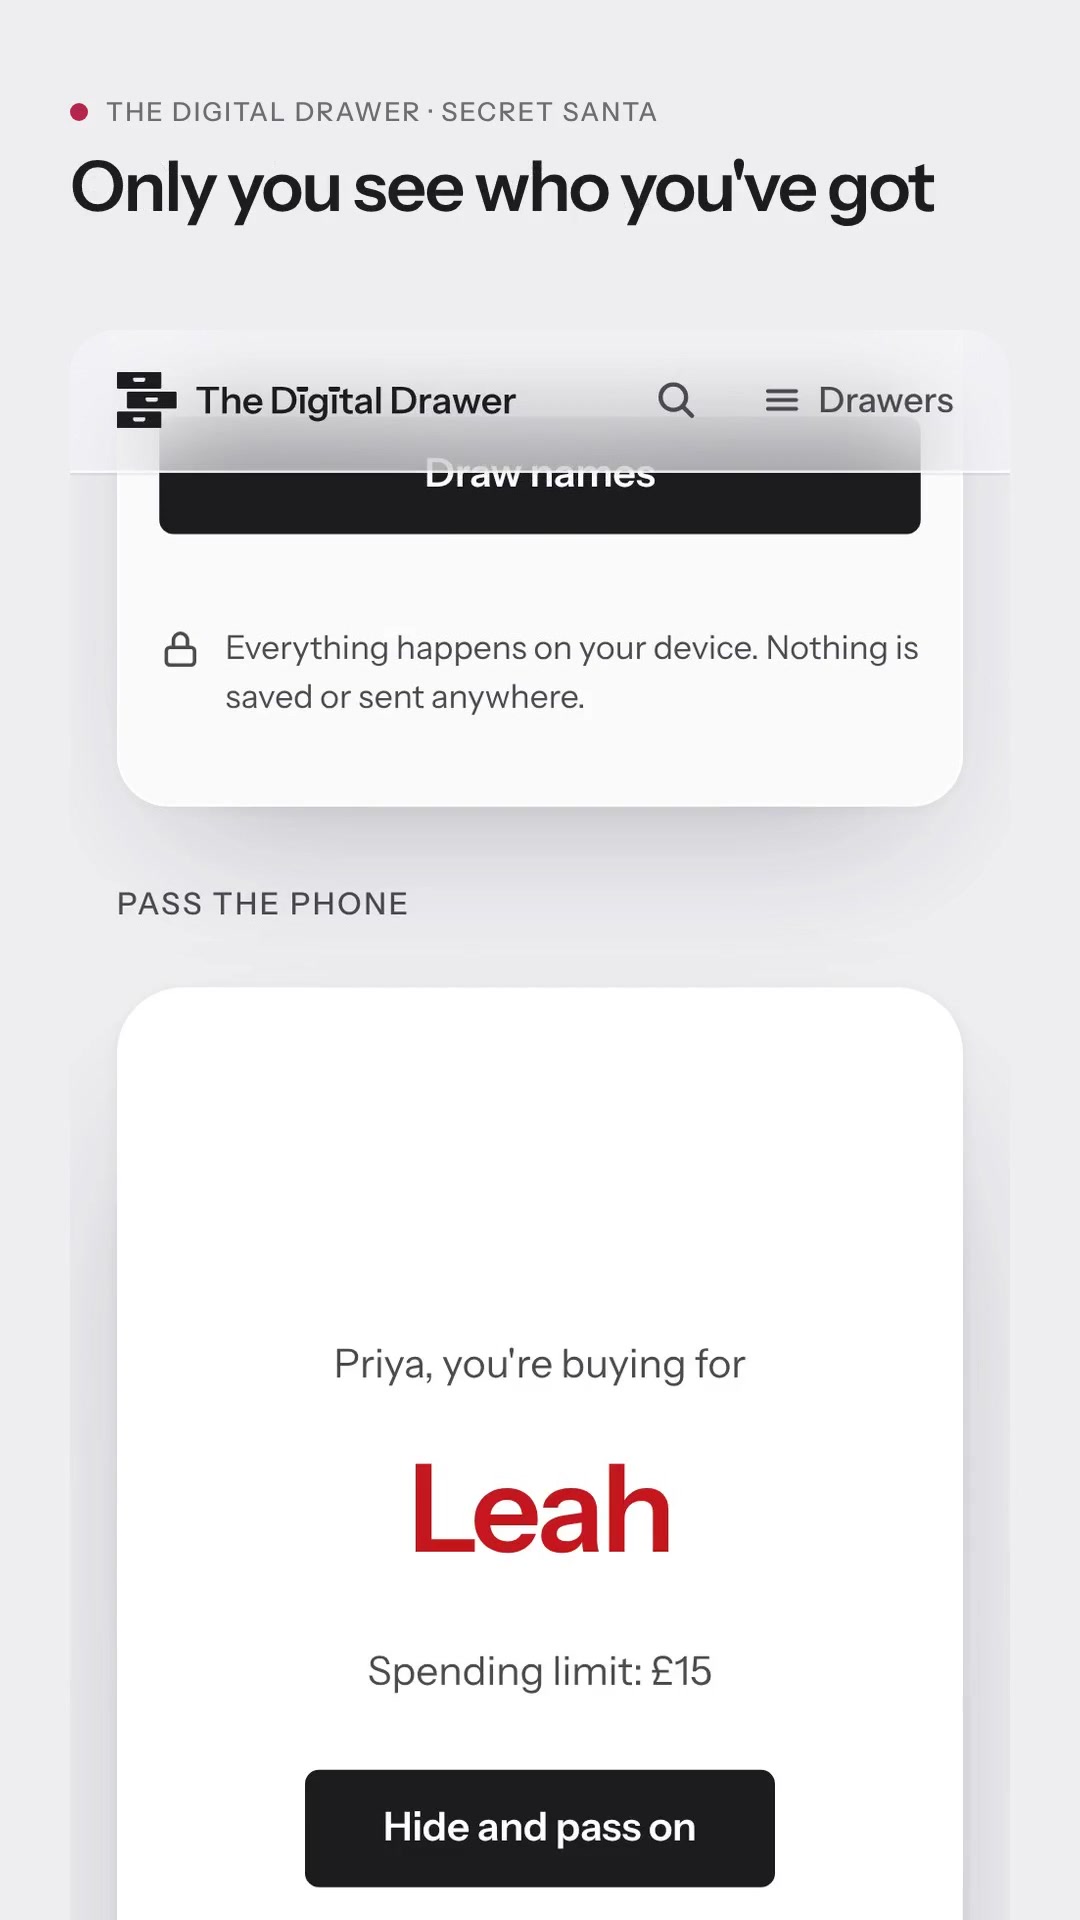 THE DIGITAL DRAWER · SECRET SANTA
Only you see who you've got
The Digital Drawer
Drawers
Draw names
Everything happens on your device. Nothing is
saved or sent anywhere.
PASS THE PHONE
Priya, you're buying for
Leah
Spending limit: £15
Hide and pass on